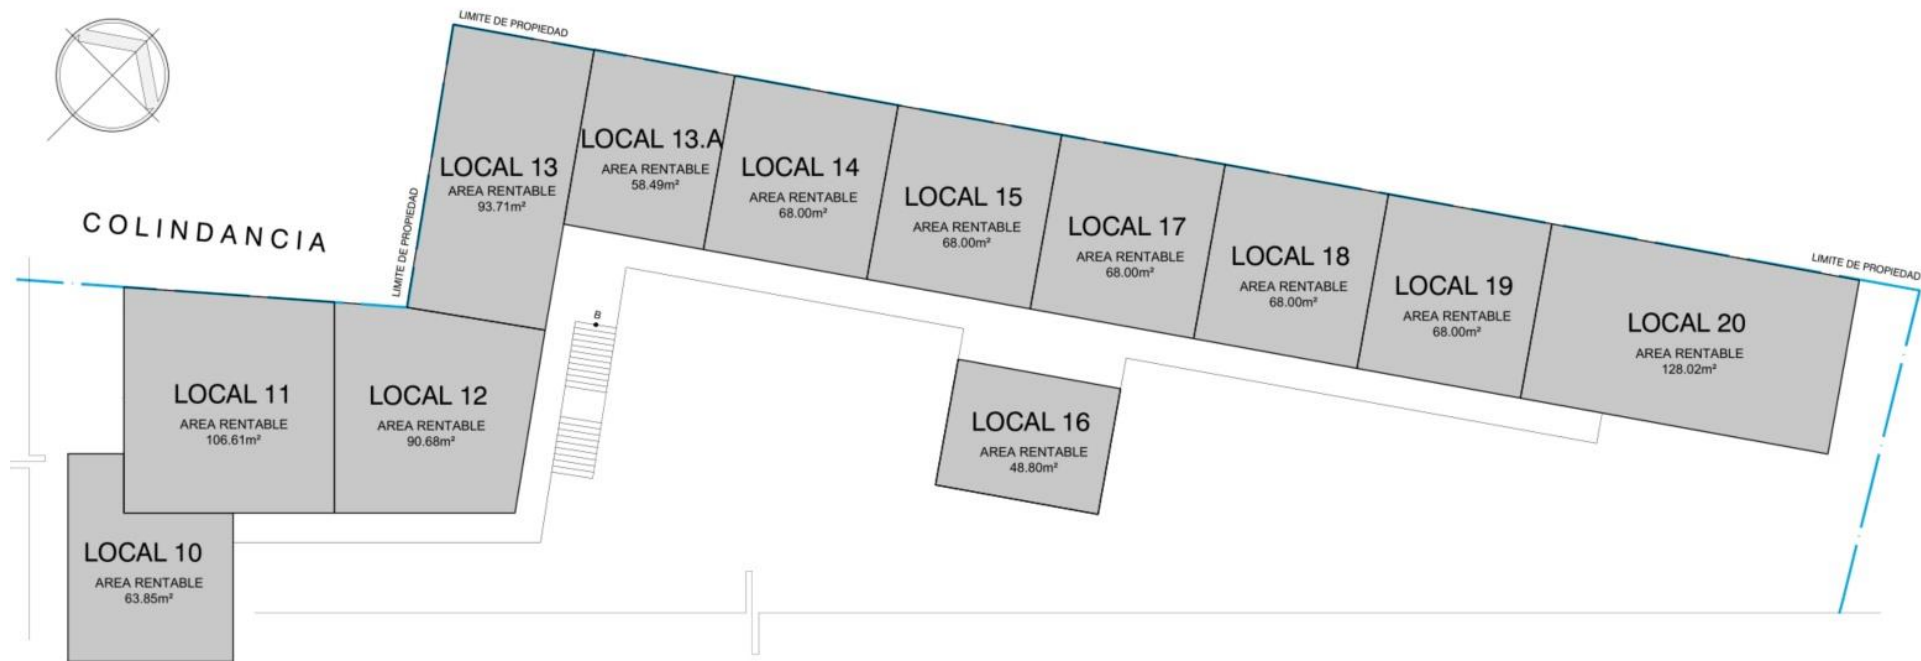 LIMITE DE PROPIEDAD
LOCAL 13
AREA RENTABLE
93.71m²
LOCAL 13.A
AREA RENTABLE
58.49m²
LOCAL 14
AREA RENTABLE
68.00m²
LOCAL 15
AREA RENTABLE
68.00m²
LOCAL 17
AREA RENTABLE
68.00m²
LOCAL 18
AREA RENTABLE
68.00m²
LOCAL 19
AREA RENTABLE
68.00m²
LOCAL 20
AREA RENTABLE
128.02m²
LIMITE DE PROPIEDAD
COLINDANCIA
LIMITE DE PROPIEDAD
B
LOCAL 11
AREA RENTABLE
106.61m²
LOCAL 12
AREA RENTABLE
90.68m²
LOCAL 16
AREA RENTABLE
48.80m²
LOCAL 10
AREA RENTABLE
63.85m²